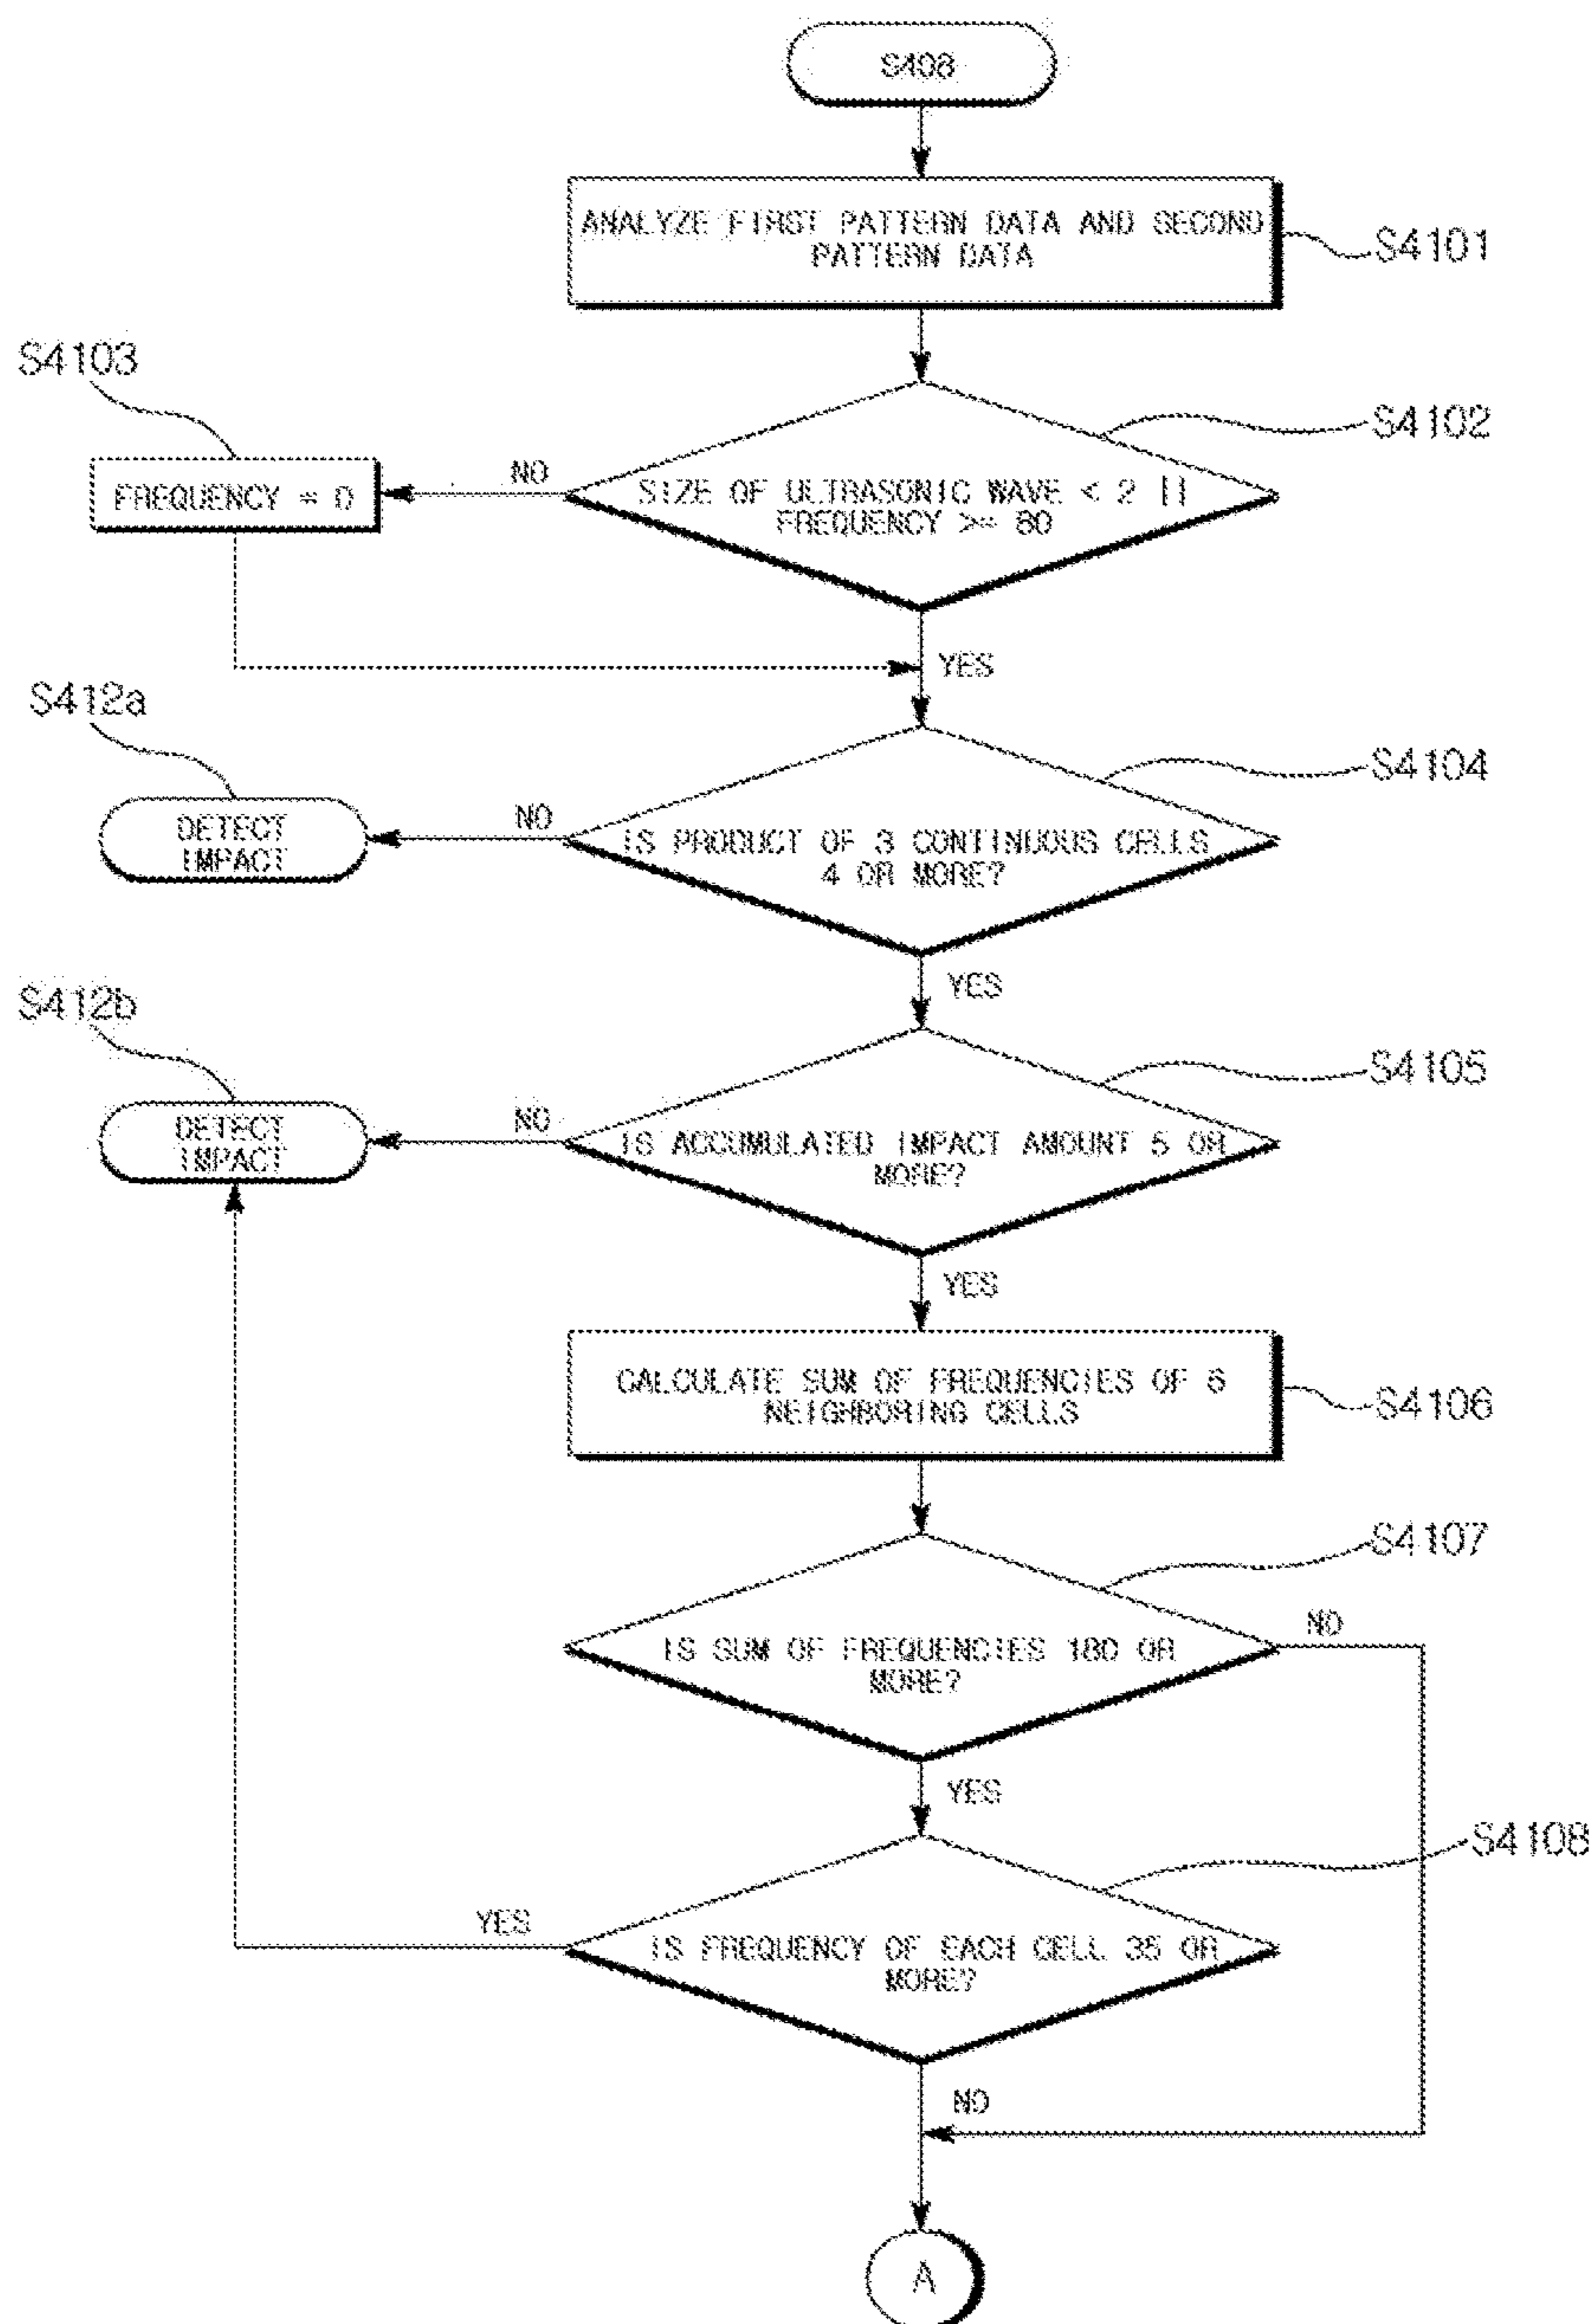 S408
ANALYZE FIRST PATTERN DATA AND SECOND
PATTERN DATA
S4101
S4103
S4102
FREQUENCY = 0
NO
SIZE OF ULTRASONIC WAVE < 2 ||
FREQUENCY >= 80
YES
S412a
S4104
DETECT
IMPACT
NO
IS PRODUCT OF 3 CONTINUOUS CELLS
4 OR MORE?
YES
S412b
S4105
DETECT
IMPACT
NO
IS ACCUMULATED IMPACT AMOUNT 5 OR
MORE?
YES
CALCULATE SUM OF FREQUENCIES OF
NEIGHBORING CELLS
S4106
S4107
NO
IS SUM OF FREQUENCIES 180 OR
MORE?
YES
S4108
YES
IS FREQUENCY OF EACH CELL 35 OR
MORE?
NO
A